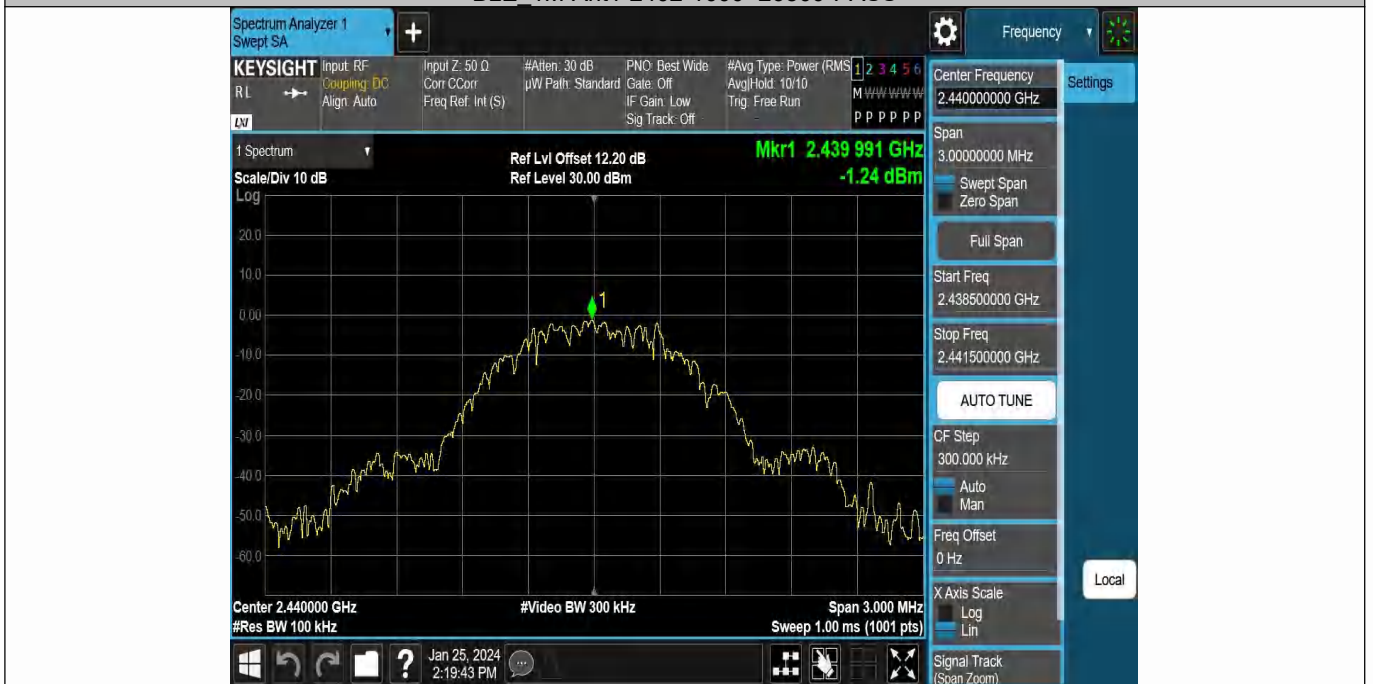 Spectrum Analyzer 1
Swept SA
+
Frequency
KEYSIGHT
RL
LXI
Input: RF
Coupling: DC
Align: Auto
Input Z: 50 Ω
Corr CCorr
Freq Ref: Int (S)
#Atten: 30 dB
µW Path: Standard
PNO: Best Wide
Gate: Off
IF Gain: Low
Sig Track: Off
#Avg Type: Power (RMS
Avg|Hold: 10/10
Trig: Free Run
1 2 3 4 5 6
M W W W W W
P P P P P P
Center Frequency
2.440000000 GHz
Settings
Span
3.00000000 MHz
Swept Span
Zero Span
Full Span
Start Freq
2.438500000 GHz
Stop Freq
2.441500000 GHz
AUTO TUNE
CF Step
300.000 kHz
Auto
Man
Freq Offset
0 Hz
X Axis Scale
Log
Lin
Signal Track
(Span Zoom)
Local
1 Spectrum
Scale/Div 10 dB
Log
Ref Lvl Offset 12.20 dB
Ref Level 30.00 dBm
Mkr1 2.439 991 GHz
-1.24 dBm
20.0
10.0
0.00
-10.0
-20.0
-30.0
-40.0
-50.0
-60.0
1
Center 2.440000 GHz
#Res BW 100 kHz
#Video BW 300 kHz
Span 3.000 MHz
Sweep 1.00 ms (1001 pts)
?
Jan 25, 2024
2:19:43 PM